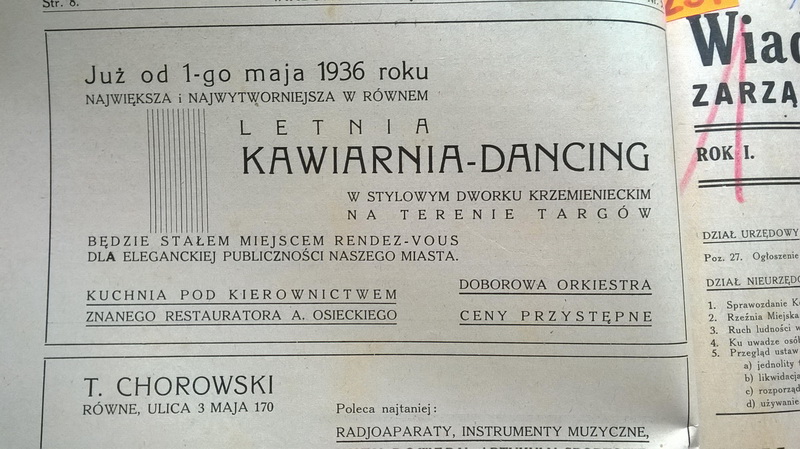 Str. 8.
Już od 1-go maja 1936 roku
NAJWIĘKSZA i NAJWYTWORNIEJSZA W RÓWNEM
LETNIA
KAWIARNIA-DANCING
W STYLOWYM DWORKU KRZEMIENIECKIM
NA TERENIE TARGÓW
BĘDZIE STAŁEM MIEJSCEM RENDEZ-VOUS
DLA ELEGANCKIEJ PUBLICZNOŚCI NASZEGO MIASTA.
KUCHNIA POD KIEROWNICTWEM
ZNANEGO RESTAURATORA A. OSIECKIEGO
DOBOROWA ORKIESTRA
CENY PRZYSTĘPNE
T. CHOROWSKI
RÓWNE, ULICA 3 MAJA 170
Poleca najtaniej:
RADJOAPARATY, INSTRUMENTY MUZYCZNE,
Wiad
ZARZĄ
ROK I.
DZIAŁ URZĘDOWY
Poz. 27. Ogłoszenie
DZIAŁ NIEURZĘDO
1. Sprawozdanie K
2. Rzeźnia Miejska
3. Ruch ludności w
4. Ku uwadze osób
5. Przegląd ustaw
a) jednolity t
b) likwidacja
c) rozporząd
d) używanie